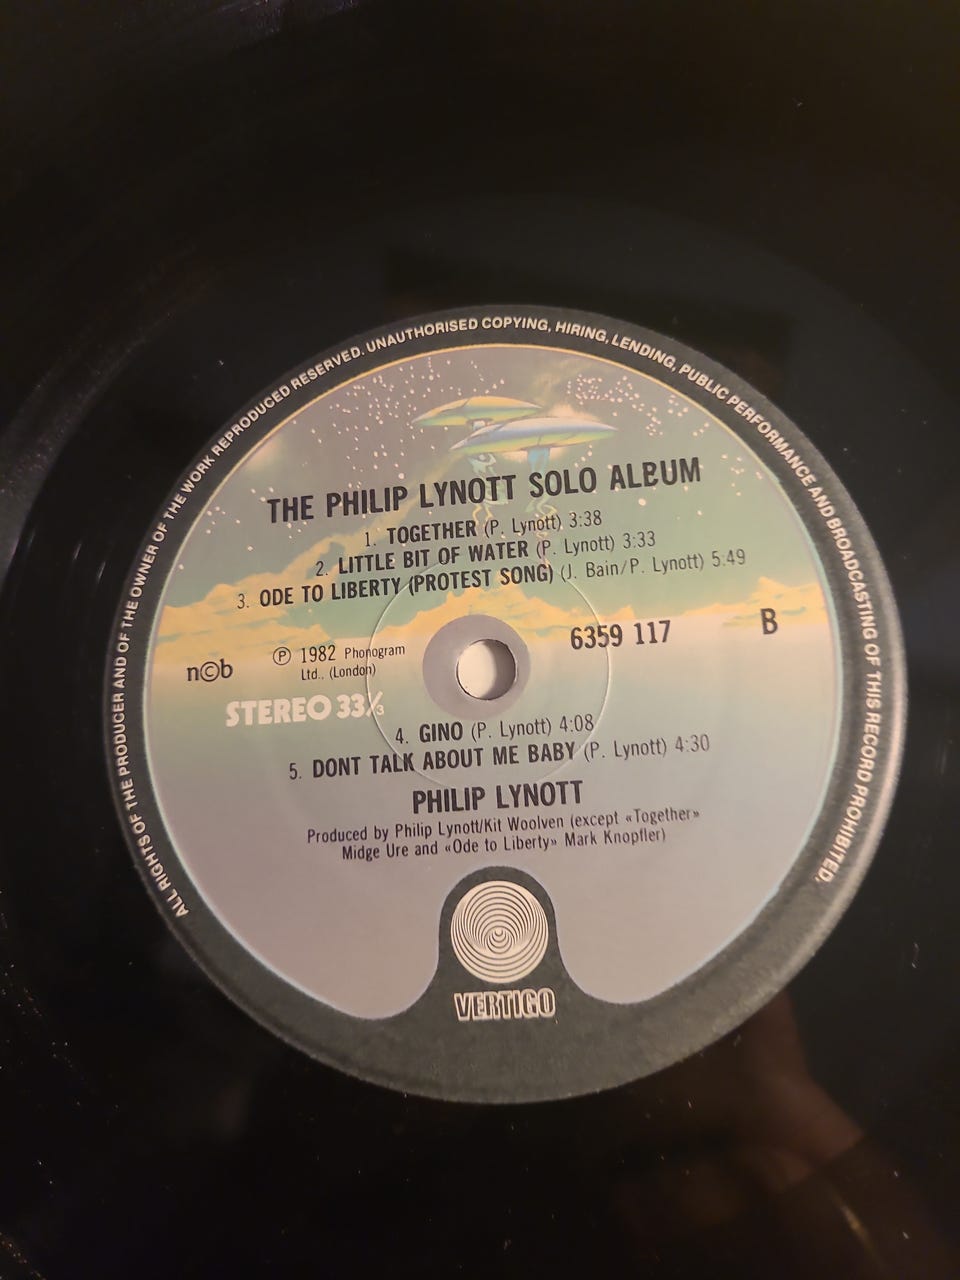 ALL RIGHTS OF THE PRODUCER AND OF THE OWNER OF THE WORK REPRODUCED RESERVED. UNAUTHORISED COPYING, HIRING, LENDING, PUBLIC PERFORMANCE AND BROADCASTING OF THIS RECORD PROHIBITED.
THE PHILIP LYNOTT SOLO ALBUM
1. TOGETHER (P. Lynott) 3:38
2. LITTLE BIT OF WATER (P. Lynott) 3:33
3. ODE TO LIBERTY (PROTEST SONG) (J. Bain/P. Lynott) 5:49
6359 117 B
n©b ℗ 1982 Phonogram
Ltd., (London)
STEREO 33⅓
4. GINO (P. Lynott) 4:08
5. DONT TALK ABOUT ME BABY (P. Lynott) 4:30
PHILIP LYNOTT
Produced by Philip Lynott/Kit Woolven (except «Together»
Midge Ure and «Ode to Liberty» Mark Knopfler)
VERTIGO